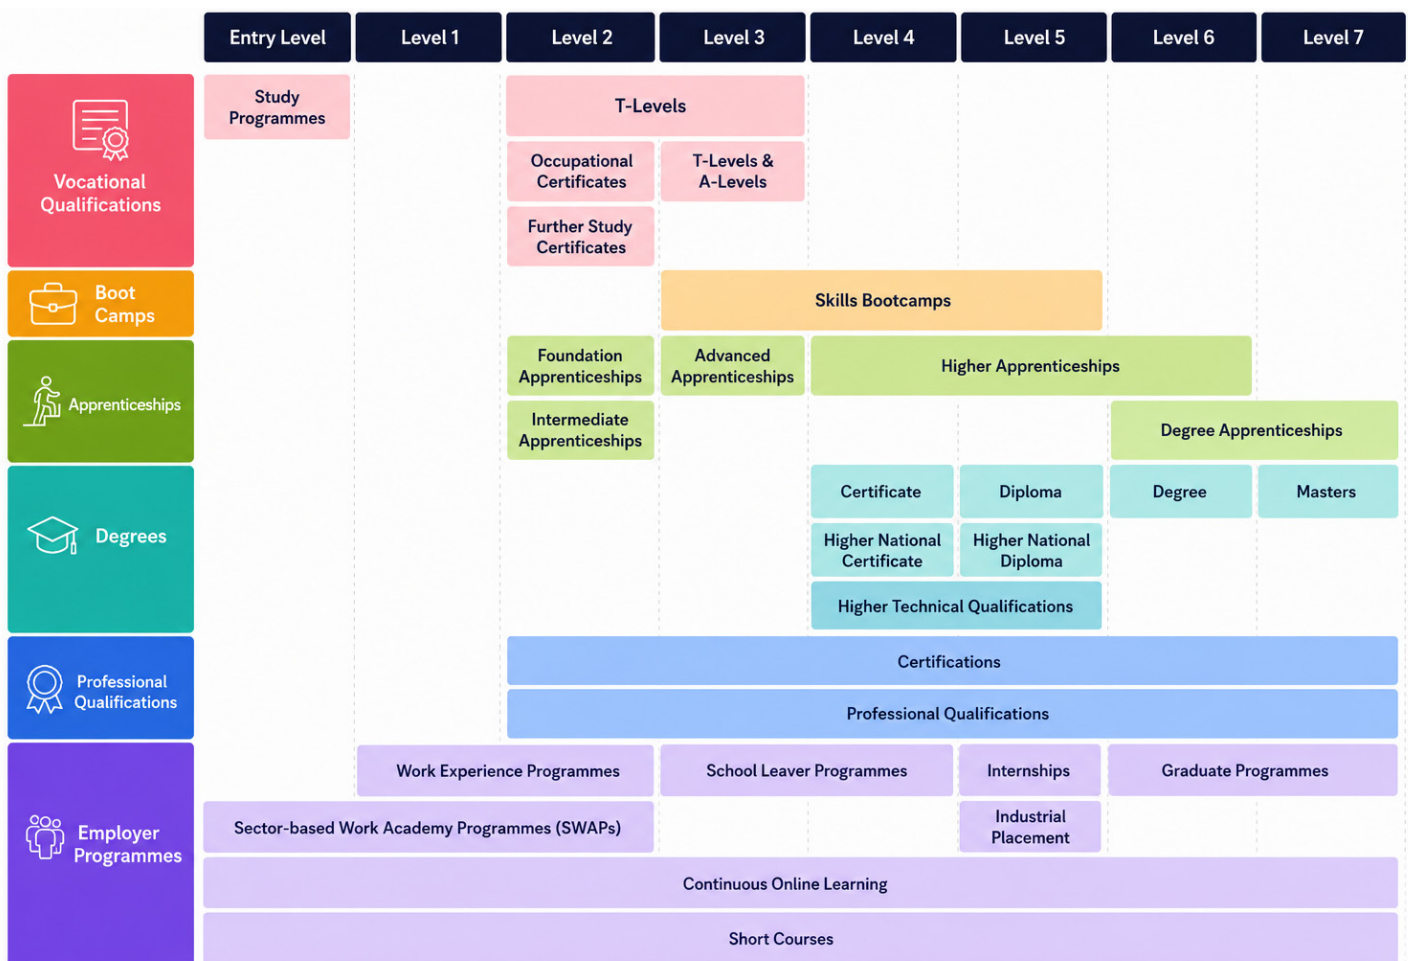 Entry Level
Level 1
Level 2
Level 3
Level 4
Level 5
Level 6
Level 7
Vocational
Qualifications
Study
Programmes
T-Levels
Occupational
Certificates
T-Levels &
A-Levels
Further Study
Certificates
Boot
Camps
Skills Bootcamps
Apprenticeships
Foundation
Apprenticeships
Advanced
Apprenticeships
Higher Apprenticeships
Intermediate
Apprenticeships
Degree Apprenticeships
Degrees
Certificate
Diploma
Degree
Masters
Higher National
Certificate
Higher National
Diploma
Higher Technical Qualifications
Professional
Qualifications
Certifications
Professional Qualifications
Employer
Programmes
Work Experience Programmes
School Leaver Programmes
Internships
Graduate Programmes
Sector-based Work Academy Programmes (SWAPs)
Industrial
Placement
Continuous Online Learning
Short Courses